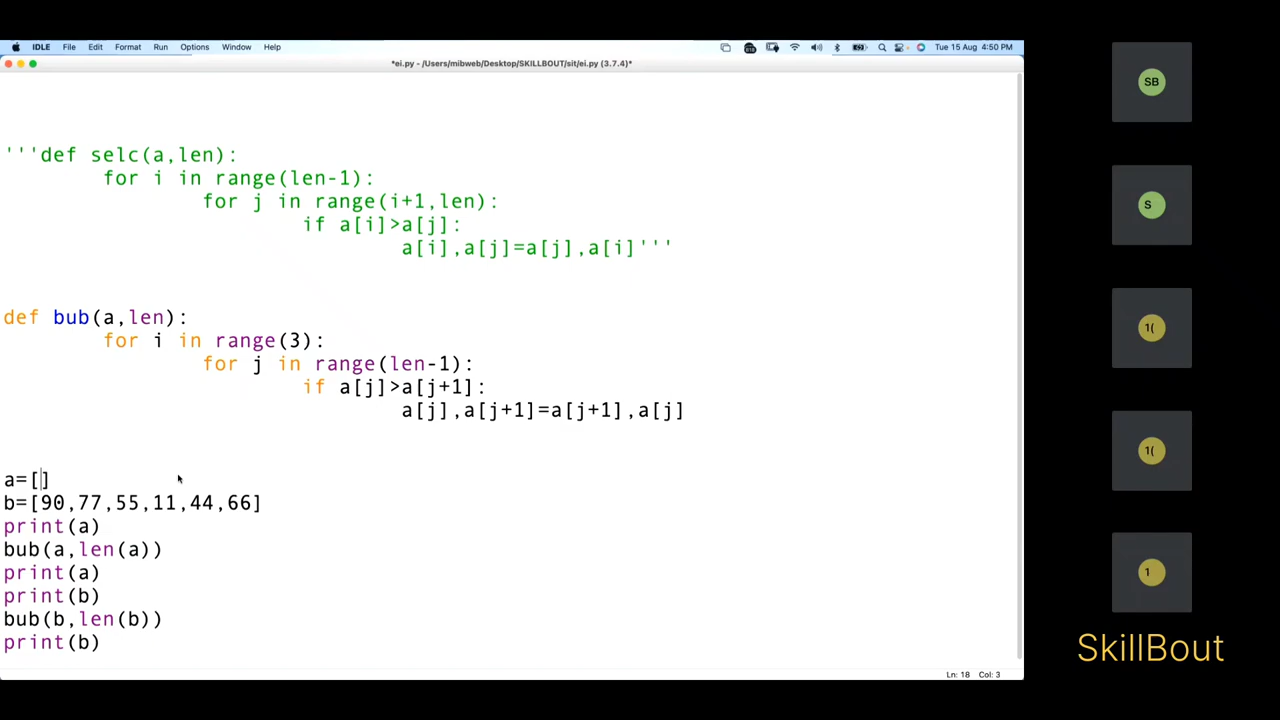 IDLE File Edit Format Run Options Window Help Tue 15 Aug 4:50 PM
*ei.py - /Users/mibweb/Desktop/SKILLBOUT/sit/ei.py (3.7.4)*
'''def selc(a,len):
for i in range(len-1):
for j in range(i+1,len):
if a[i]>a[j]:
a[i],a[j]=a[j],a[i]'''
def bub(a,len):
for i in range(3):
for j in range(len-1):
if a[j]>a[j+1]:
a[j],a[j+1]=a[j+1],a[j]
a=[]
b=[90,77,55,11,44,66]
print(a)
bub(a,len(a))
print(a)
print(b)
bub(b,len(b))
print(b)
Ln: 18 Col: 3
SB
S
1(
1(
1
SkillBout